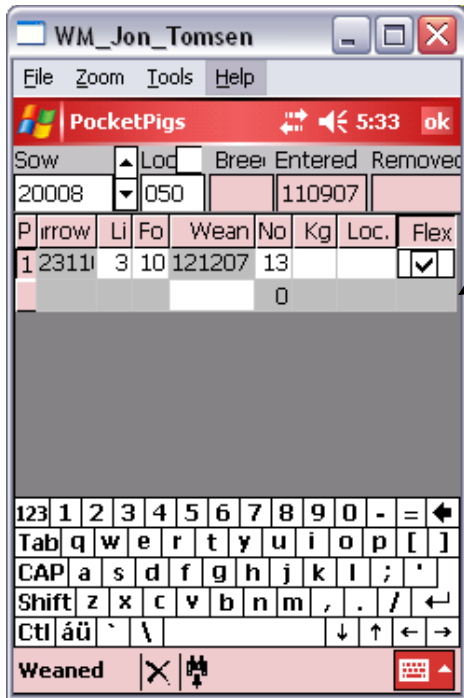 WM_Jon_Tomsen
File Zoom Tools Help
PocketPigs 5:33 ok
Sow Loc Bree Entered Removed
20008 050 110907
P irrow Li Fo Wean No Kg Loc. Flex
1 2311 3 10 121207 13
0
123 1 2 3 4 5 6 7 8 9 0 - =
Tab q w e r t y u i o p [ ]
CAP a s d f g h j k l ; '
Shift z x c v b n m , . /
Ctl áü ` \
Weaned